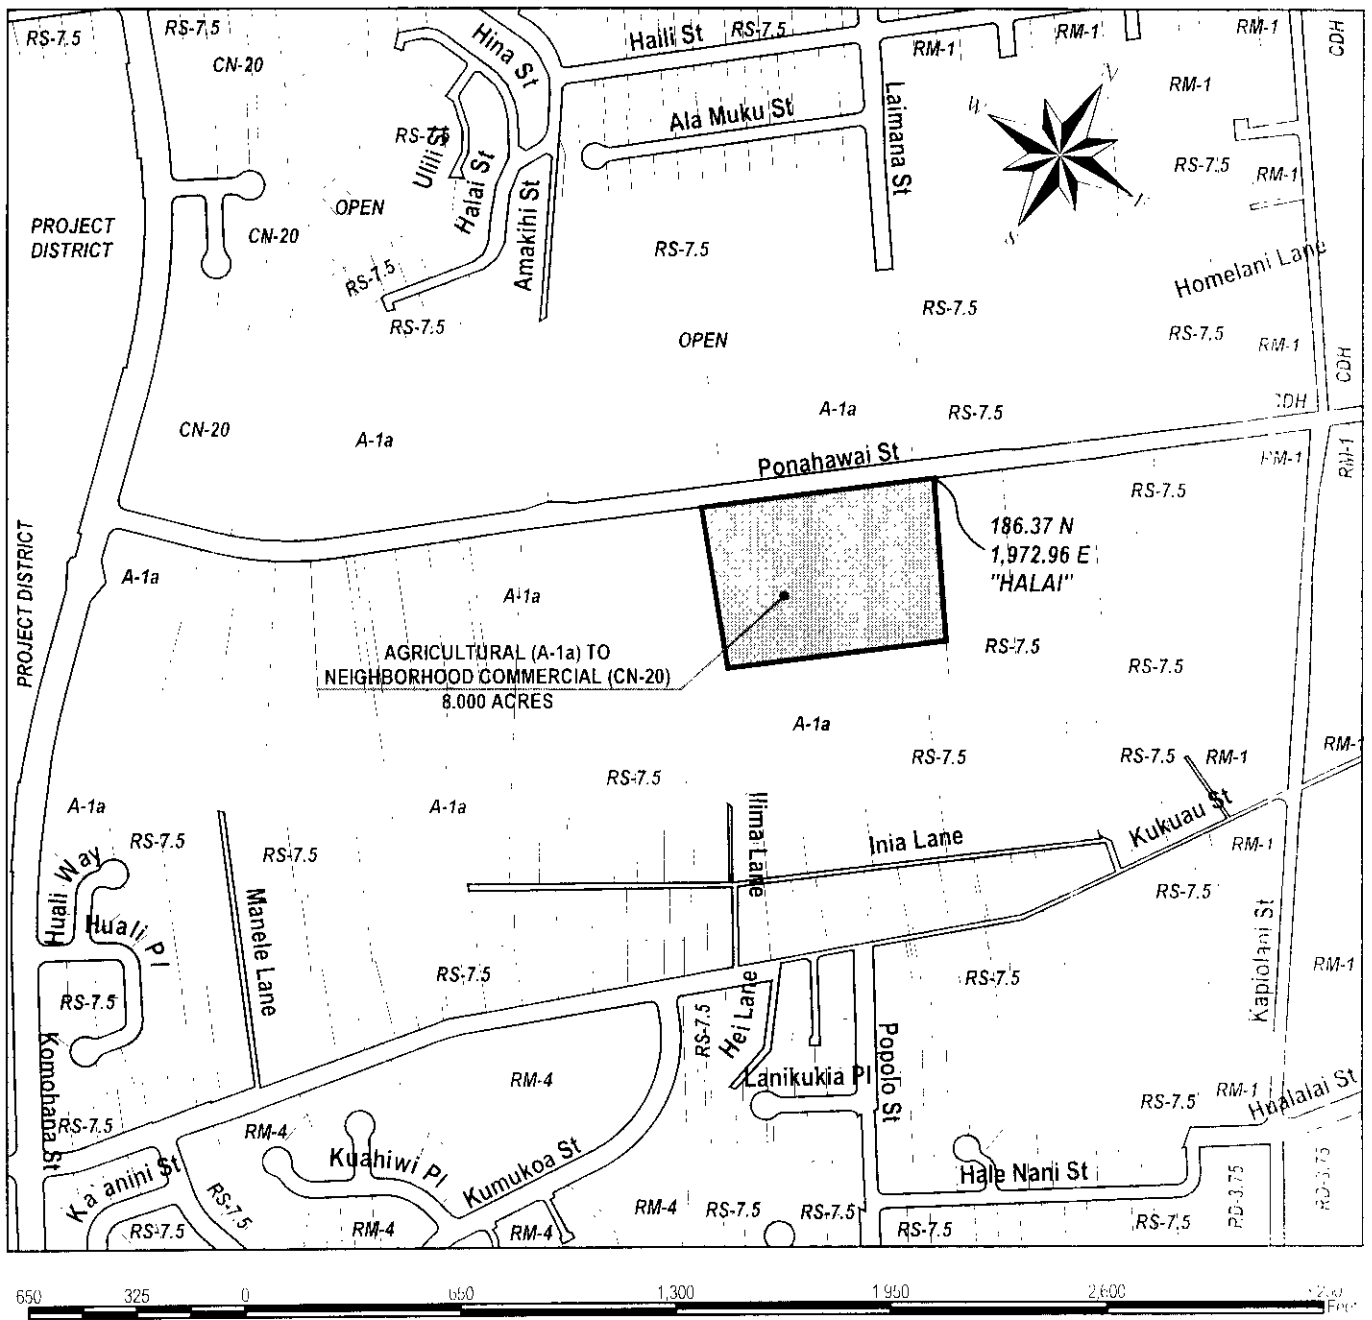 RS-7.5
RS-7.5
CN-20
Hina St
Haili St
RS-7.5
RM-1
RM-1
RM-1
CDH
RM-1
N
W
E
S
Ala Muku St
Laimana St
RS-7.5
Ulili St
Halai St
Amakihi St
OPEN
RS-7.5
RM-1
PROJECT
DISTRICT
CN-20
RS-7.5
RS-7.5
Homelani Lane
RS-7.5
RS-7.5
OPEN
RS-7.5
RM-1
CDH
CN-20
A-1a
A-1a
RS-7.5
CDH
Ponahawai St
RM-1
RM-1
RS-7.5
186.37 N
1,972.96 E
"HALAI"
PROJECT DISTRICT
A-1a
A-1a
AGRICULTURAL (A-1a) TO
NEIGHBORHOOD COMMERCIAL (CN-20)
8.000 ACRES
RS-7.5
RS-7.5
A-1a
RS-7.5
RS-7.5
RS-7.5
RM-1
RM-1
A-1a
A-1a
RS-7.5
RS-7.5
Ilima Lane
Inia Lane
Kukuau St
RM-1
Huali Way
Huali Pl
Manele Lane
RS-7.5
Kapiolani St
RS-7.5
RS-7.5
RM-1
RS-7.5
RS-7.5
Hei Lane
Popolo St
Komohana St
RM-4
Lanikukia Pl
RS-7.5
RM-1
Hualalai St
RS-7.5
RM-4
Kuahiwi Pl
Kumukoa St
Hale Nani St
Ka anini St
RS-7.5
RS-7.5
RM-4
RM-4
RM-4
RS-7.5
RS-7.5
RS-7.5
RS-7.5
RD-3.75
RD-3.75
650 325 0 650 1,300 1,950 2,600
Feet